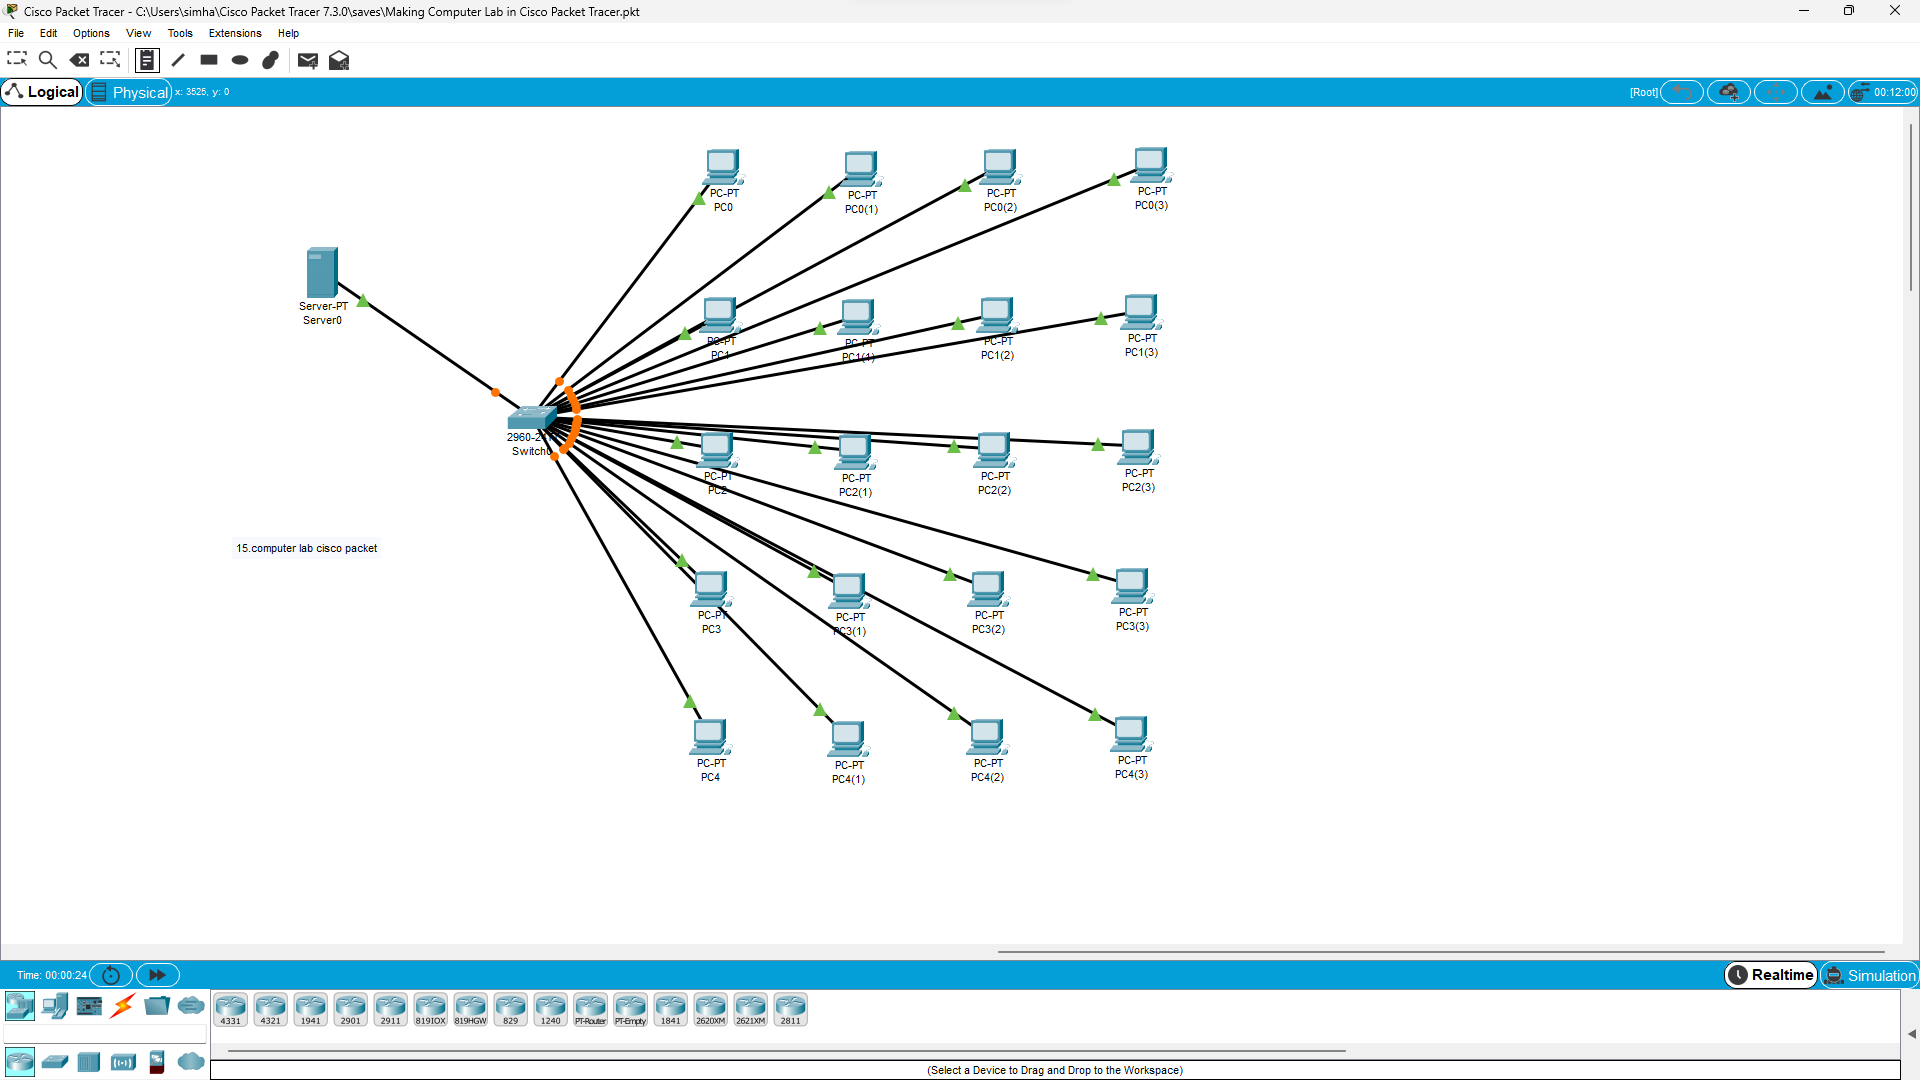 Cisco Packet Tracer - C:\Users\simha\Cisco Packet Tracer 7.3.0\saves\Making Computer Lab in Cisco Packet Tracer.pkt
File Edit Options View Tools Extensions Help
Logical Physical x: 3525, y: 0 [Root] 00:12:00
PC-PT
PC0
PC-PT
PC0(1)
PC-PT
PC0(2)
PC-PT
PC0(3)
Server-PT
Server0
PC-PT
PC1
PC-PT
PC1(1)
PC-PT
PC1(2)
PC-PT
PC1(3)
Switch0
PC-PT
PC2
PC-PT
PC2(1)
PC-PT
PC2(2)
PC-PT
PC2(3)
15.computer lab cisco packet
PC-PT
PC3
PC-PT
PC3(1)
PC-PT
PC3(2)
PC-PT
PC3(3)
PC-PT
PC4
PC-PT
PC4(1)
PC-PT
PC4(2)
PC-PT
PC4(3)
Time: 00:00:24 Realtime Simulation
4331 4321 1941 2901 2911 819IOX 819HGW 829 1240 PT-Router PT-Empty 1841 2620XM 2621XM 2811
(Select a Device to Drag and Drop to the Workspace)